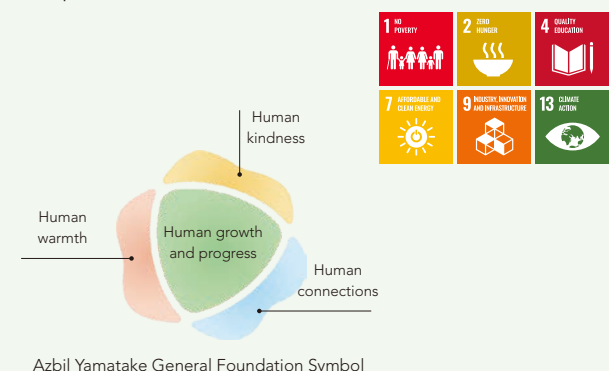 1 NO
POVERTY
2 ZERO
HUNGER
4 QUALITY
EDUCATION
7 AFFORDABLE AND
CLEAN ENERGY
9 INDUSTRY, INNOVATION
AND INFRASTRUCTURE
13 CLIMATE
ACTION
Human
kindness
Human
warmth
Human growth
and progress
Human
connections
Azbil Yamatake General Foundation Symbol